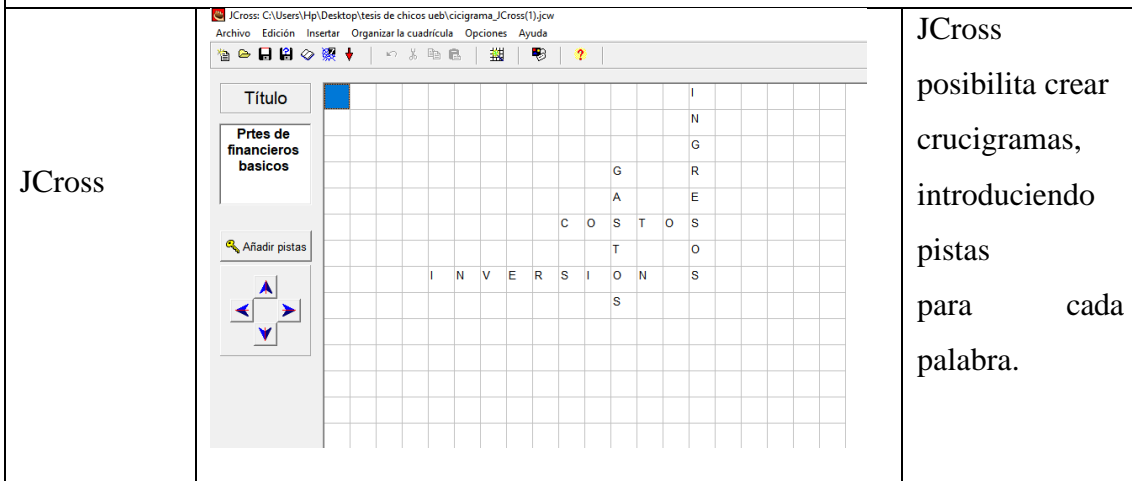 JCross
JCross: C:\Users\Hp\Desktop\tesis de chicos ueb\cicigrama_JCross(1).jcw
Archivo Edición Insertar Organizar la cuadrícula Opciones Ayuda
?
Título
Prtes de
financieros
basicos
Añadir pistas
I
N
G
G R
A E
C O S T O S
T O
I N V E R S I O N S
S
JCross
posibilita crear
crucigramas,
introduciendo
pistas
para cada
palabra.